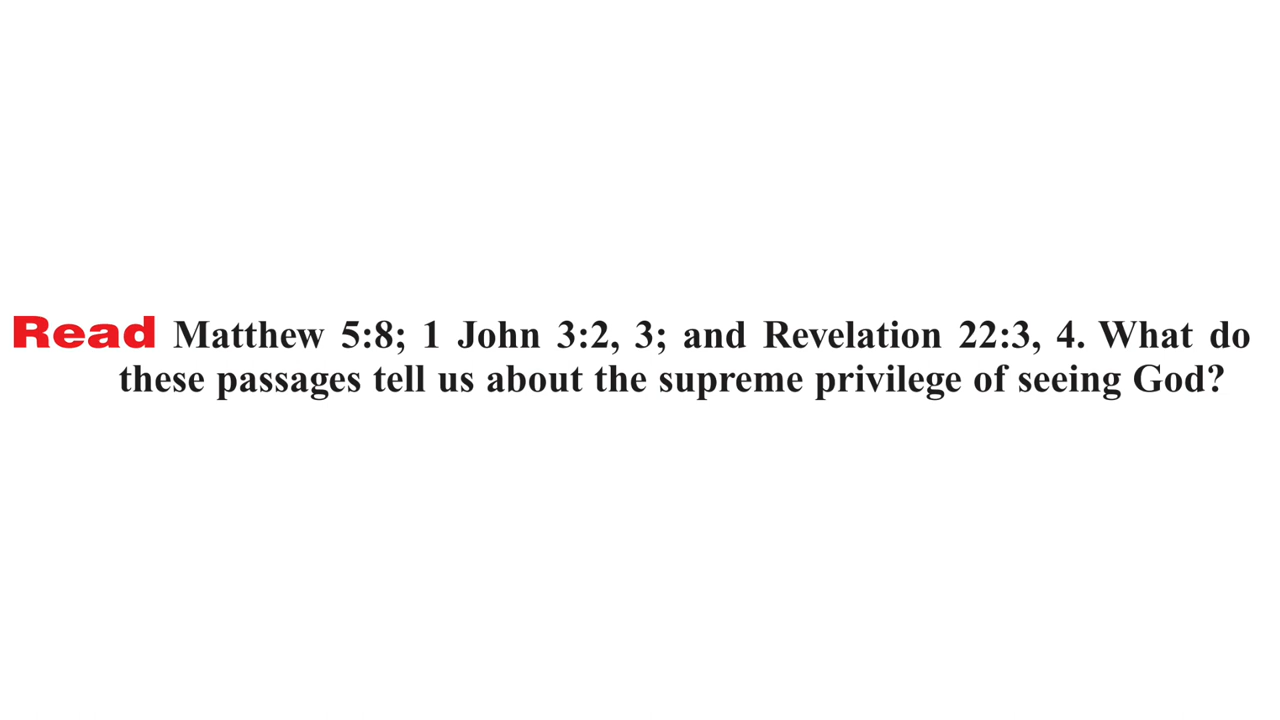 Read Matthew 5:8; 1 John 3:2, 3; and Revelation 22:3, 4. What do
these passages tell us about the supreme privilege of seeing God?